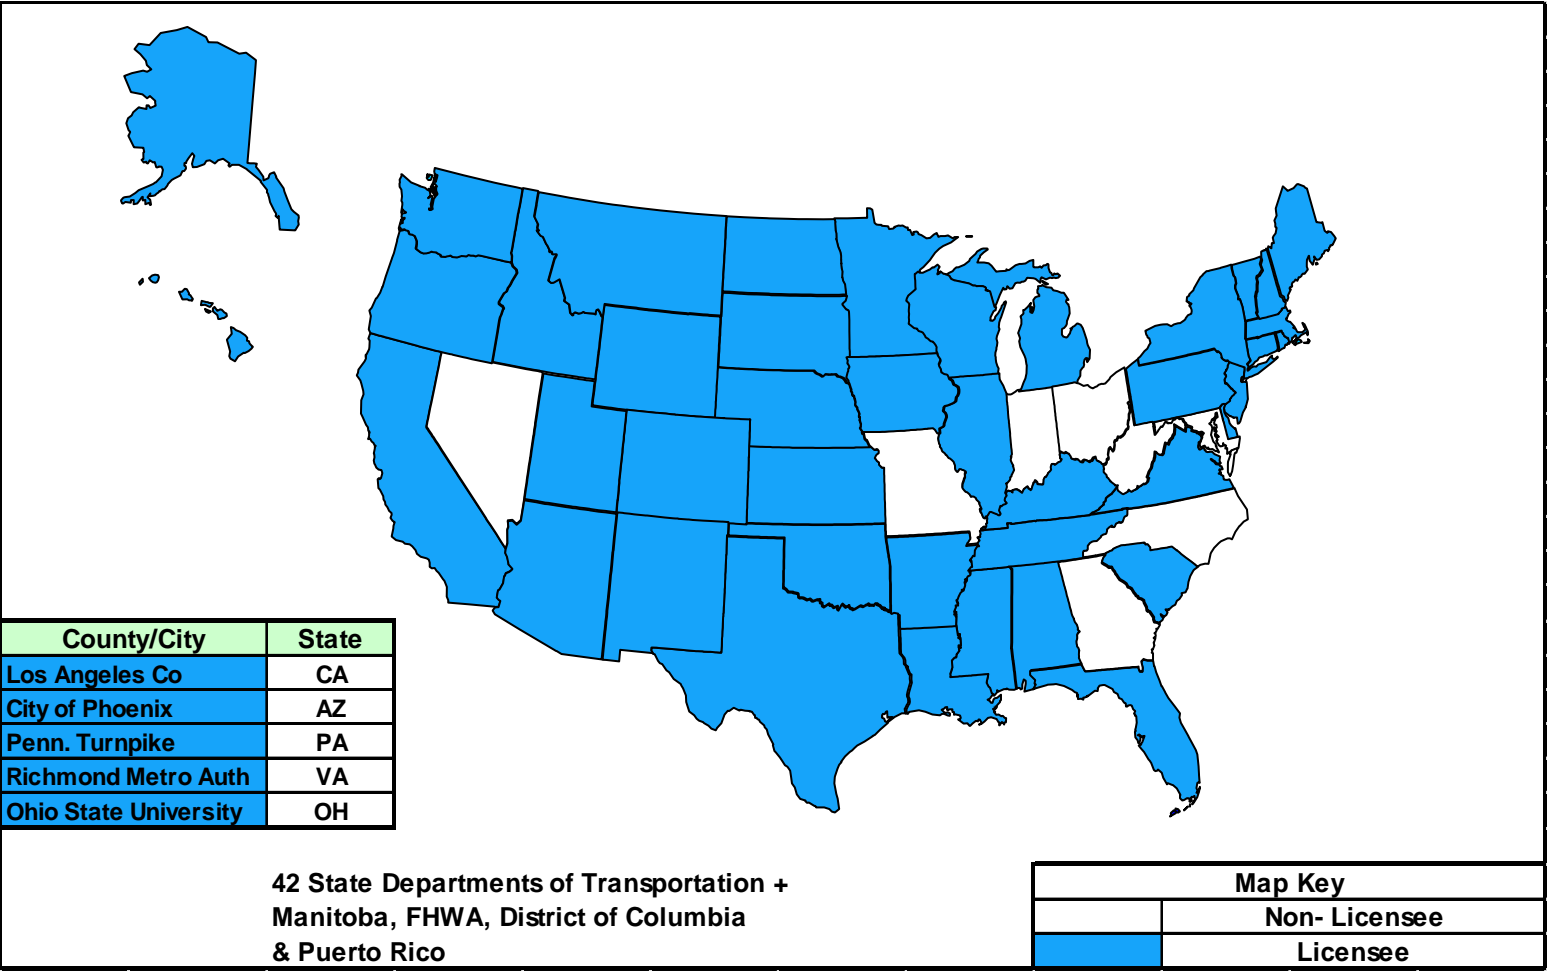 County/City State
Los Angeles Co CA
City of Phoenix AZ
Penn. Turnpike PA
Richmond Metro Auth VA
Ohio State University OH
42 State Departments of Transportation +
Manitoba, FHWA, District of Columbia
& Puerto Rico
Map Key
Non- Licensee
Licensee